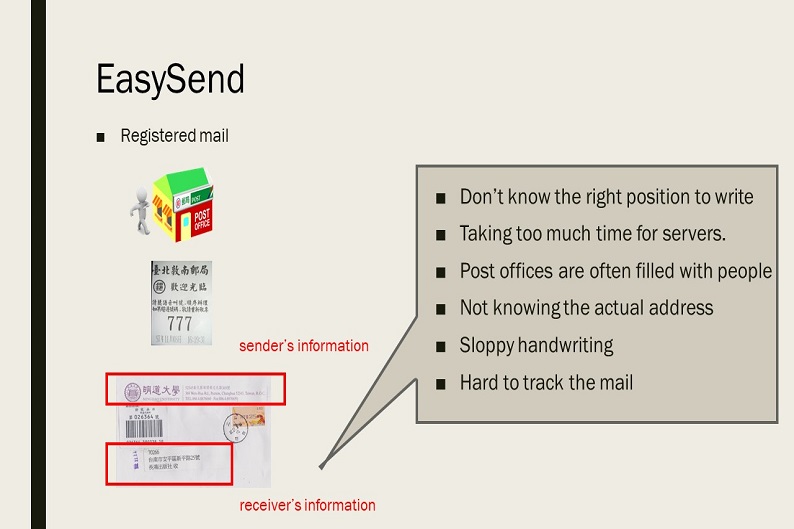 EasySend
Registered mail
POST
POST
OFFICE
臺北敦南郵局
歡迎光臨
777
sender's information
明道大學
receiver's information
Don't know the right position to write
Taking too much time for servers.
Post offices are often filled with people
Not knowing the actual address
Sloppy handwriting
Hard to track the mail